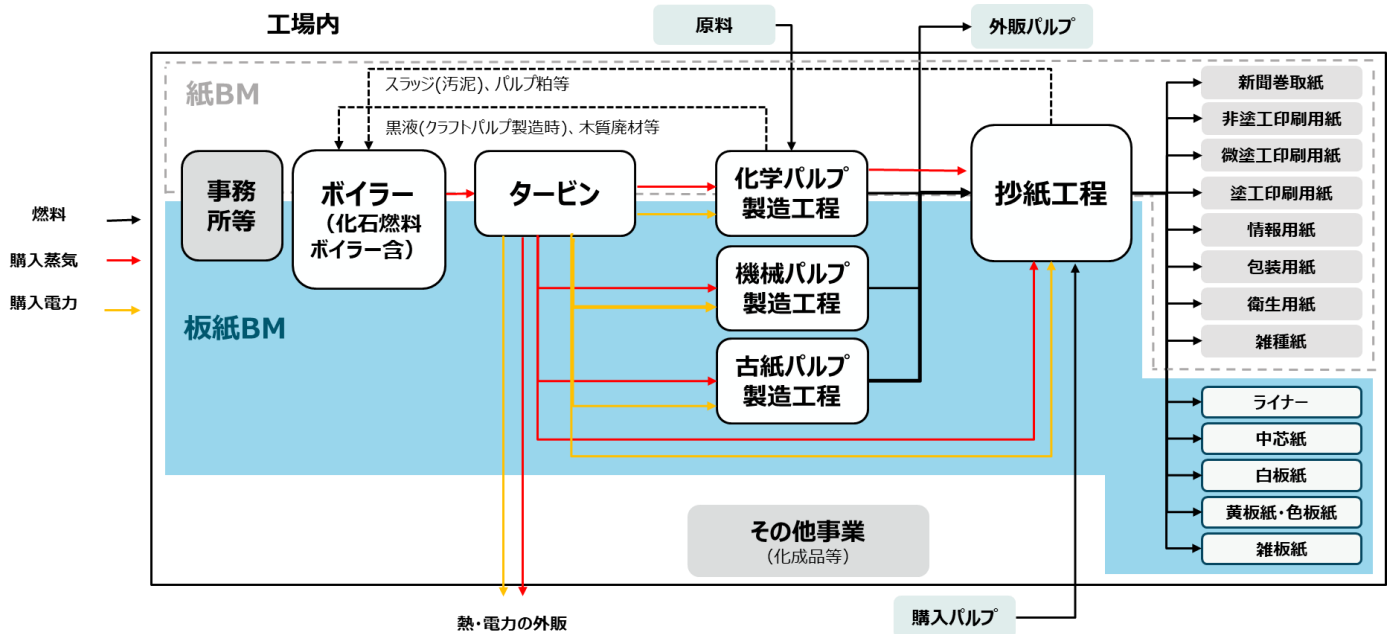 工場内
原料
外販パルプ
紙BM
スラッジ(汚泥)、パルプ粕等
黒液(クラフトパルプ製造時)、木質廃材等
事務
所等
ボイラー
（化石燃料
ボイラー含）
タービン
化学パルプ
製造工程
抄紙工程
機械パルプ
製造工程
古紙パルプ
製造工程
燃料
購入蒸気
購入電力
板紙BM
新聞巻取紙
非塗工印刷用紙
微塗工印刷用紙
塗工印刷用紙
情報用紙
包装用紙
衛生用紙
雑種紙
ライナー
中芯紙
白板紙
黄板紙・色板紙
雑板紙
その他事業
（化成品等）
熱・電力の外販
購入パルプ